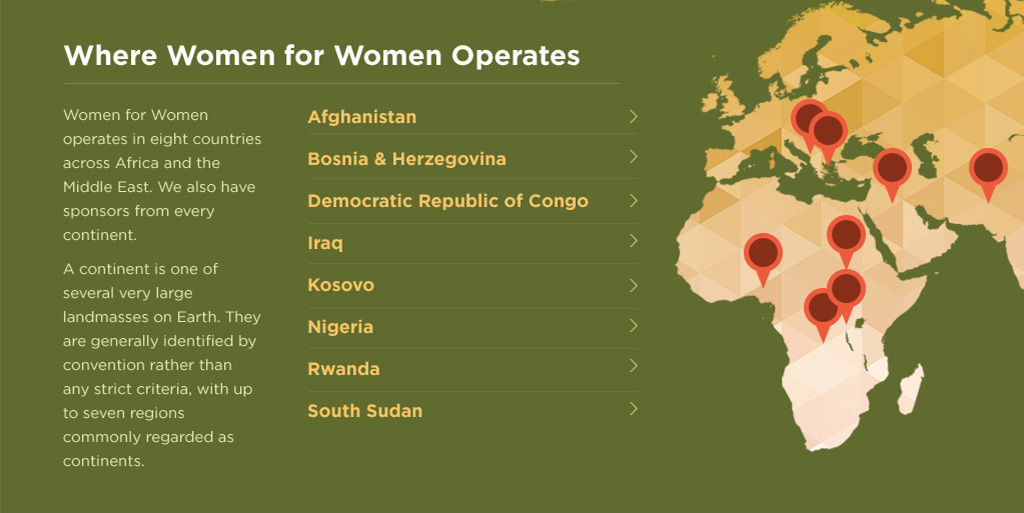 Where Women for Women Operates
Women for Women
operates in eight countries
across Africa and the
Middle East. We also have
sponsors from every
continent.
A continent is one of
several very large
landmasses on Earth. They
are generally identified by
convention rather than
any strict criteria, with up
to seven regions
commonly regarded as
continents.
Afghanistan
Bosnia & Herzegovina
Democratic Republic of Congo
Iraq
Kosovo
Nigeria
Rwanda
South Sudan